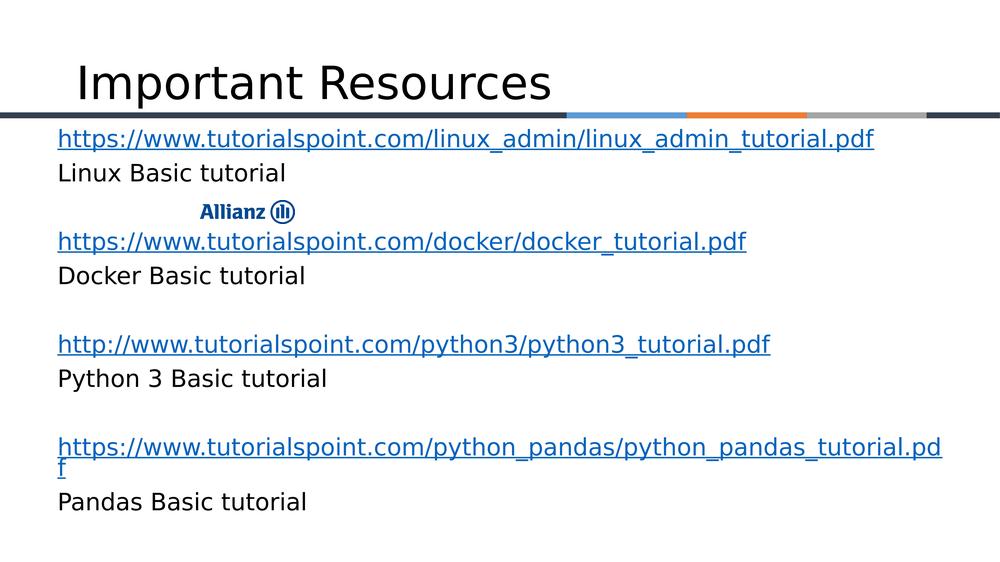 Important Resources
https://www.tutorialspoint.com/linux_admin/linux_admin_tutorial.pdf
Linux Basic tutorial
Allianz
https://www.tutorialspoint.com/docker/docker_tutorial.pdf
Docker Basic tutorial
http://www.tutorialspoint.com/python3/python3_tutorial.pdf
Python 3 Basic tutorial
https://www.tutorialspoint.com/python_pandas/python_pandas_tutorial.pd
f
Pandas Basic tutorial